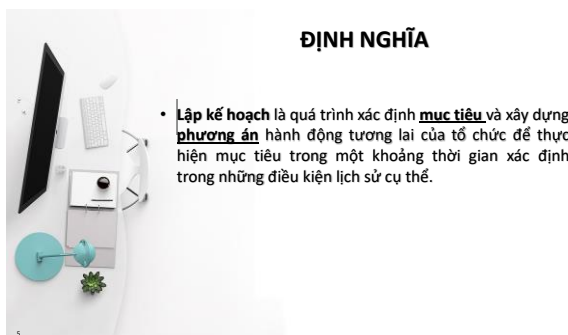 ĐỊNH NGHĨA
• Lập kế hoạch là quá trình xác định mục tiêu và xây dựng
phương án hành động tương lai của tổ chức để thực
hiện mục tiêu trong một khoảng thời gian xác định
trong những điều kiện lịch sử cụ thể.
5